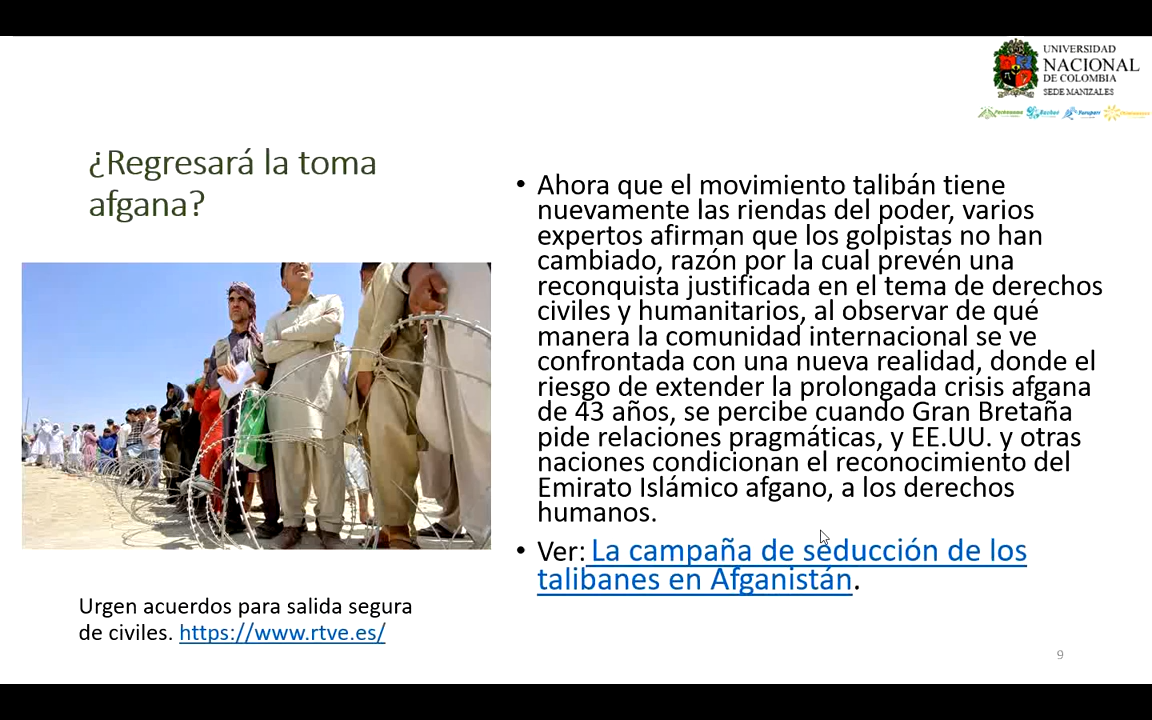 UNIVERSIDAD
NACIONAL
DE COLOMBIA
SEDE MANIZALES
¿Regresará la toma
afgana?
• Ahora que el movimiento talibán tiene
nuevamente las riendas del poder, varios
expertos afirman que los golpistas no han
cambiado, razón por la cual prevén una
reconquista justificada en el tema de derechos
civiles y humanitarios, al observar de qué
manera la comunidad internacional se ve
confrontada con una nueva realidad, donde el
riesgo de extender la prolongada crisis afgana
de 43 años, se percibe cuando Gran Bretaña
pide relaciones pragmáticas, y EE.UU. y otras
naciones condicionan el reconocimiento del
Emirato Islámico afgano, a los derechos
humanos.
• Ver: La campaña de seducción de los
talibanes en Afganistán.
Urgen acuerdos para salida segura
de civiles. https://www.rtve.es/
9